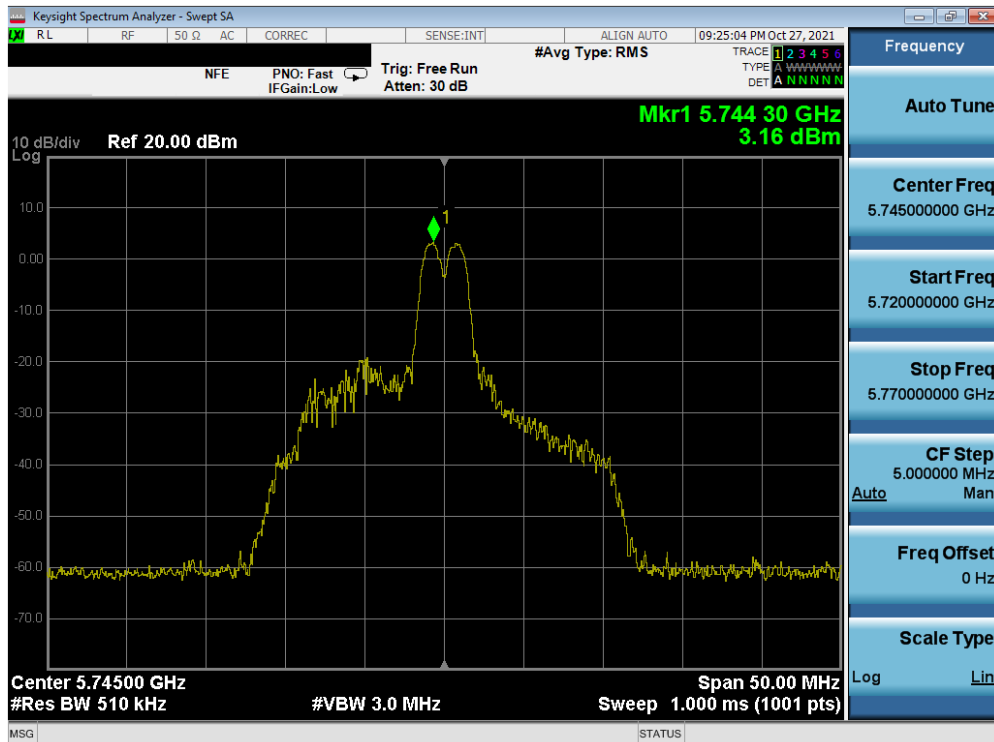 Keysight Spectrum Analyzer - Swept SA
LXI RL RF 50 Ω AC CORREC SENSE:INT ALIGN AUTO 09:25:04 PM Oct 27, 2021
NFE
PNO: Fast
IFGain:Low
Trig: Free Run
Atten: 30 dB
#Avg Type: RMS
TRACE 1 2 3 4 5 6
TYPE A WWWWW
DET A N N N N N
Mkr1 5.744 30 GHz
3.16 dBm
10 dB/div
Log
Ref 20.00 dBm
1
10.0
0.00
-10.0
-20.0
-30.0
-40.0
-50.0
-60.0
-70.0
Center 5.74500 GHz
#Res BW 510 kHz
#VBW 3.0 MHz
Span 50.00 MHz
Sweep 1.000 ms (1001 pts)
MSG
STATUS
Frequency
Auto Tune
Center Freq
5.745000000 GHz
Start Freq
5.720000000 GHz
Stop Freq
5.770000000 GHz
CF Step
5.000000 MHz
Auto Man
Freq Offset
0 Hz
Scale Type
Log Lin